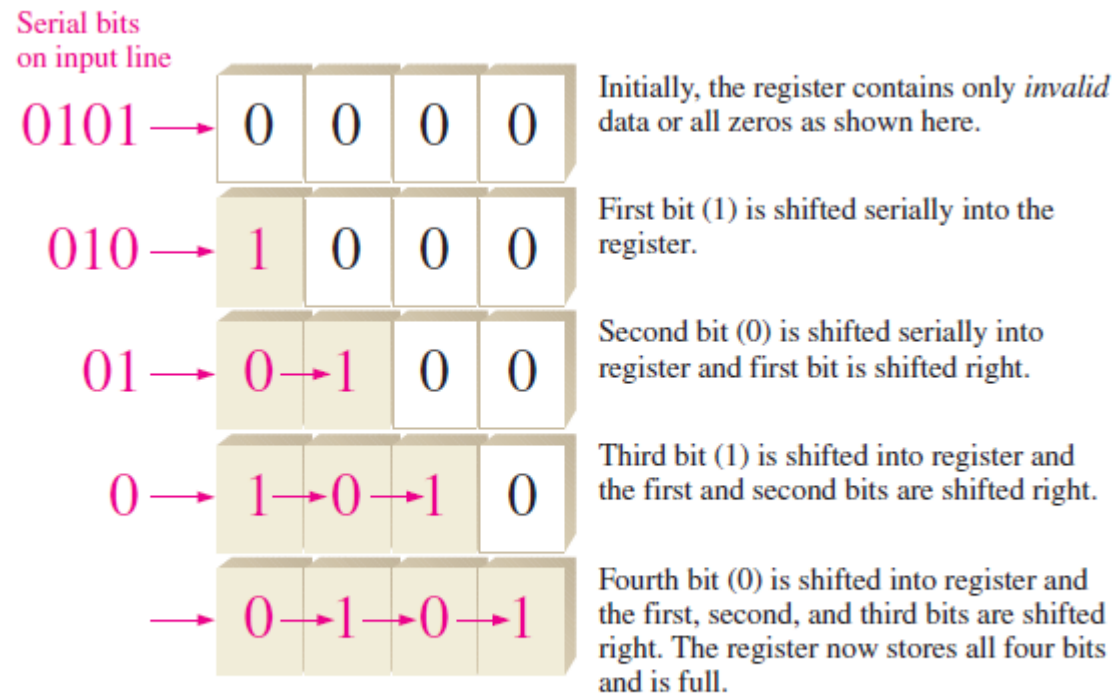 Serial bits
on input line
0101 0 0 0 0
Initially, the register contains only invalid
data or all zeros as shown here.
010 1 0 0 0
First bit (1) is shifted serially into the
register.
01 0 1 0 0
Second bit (0) is shifted serially into
register and first bit is shifted right.
0 1 0 1 0
Third bit (1) is shifted into register and
the first and second bits are shifted right.
0 1 0 1
Fourth bit (0) is shifted into register and
the first, second, and third bits are shifted
right. The register now stores all four bits
and is full.